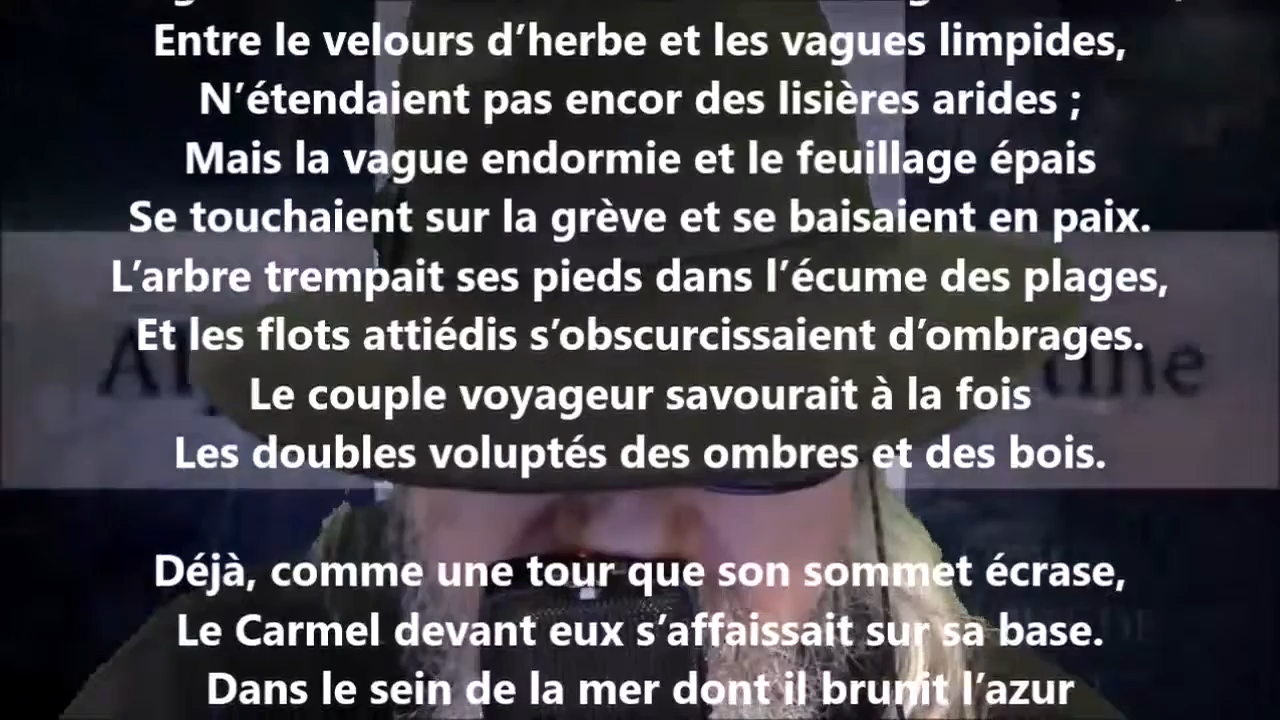 Entre le velours d’herbe et les vagues limpides,
N’étendaient pas encor des lisières arides ;
Mais la vague endormie et le feuillage épais
Se touchaient sur la grève et se baisaient en paix.
L’arbre trempait ses pieds dans l’écume des plages,
Et les flots attiédis s’obscurcissaient d’ombrages.
Le couple voyageur savourait à la fois
Les doubles voluptés des ombres et des bois.
Déjà, comme une tour que son sommet écrase,
Le Carmel devant eux s’affaissait sur sa base.
Dans le sein de la mer dont il brunit l’azur